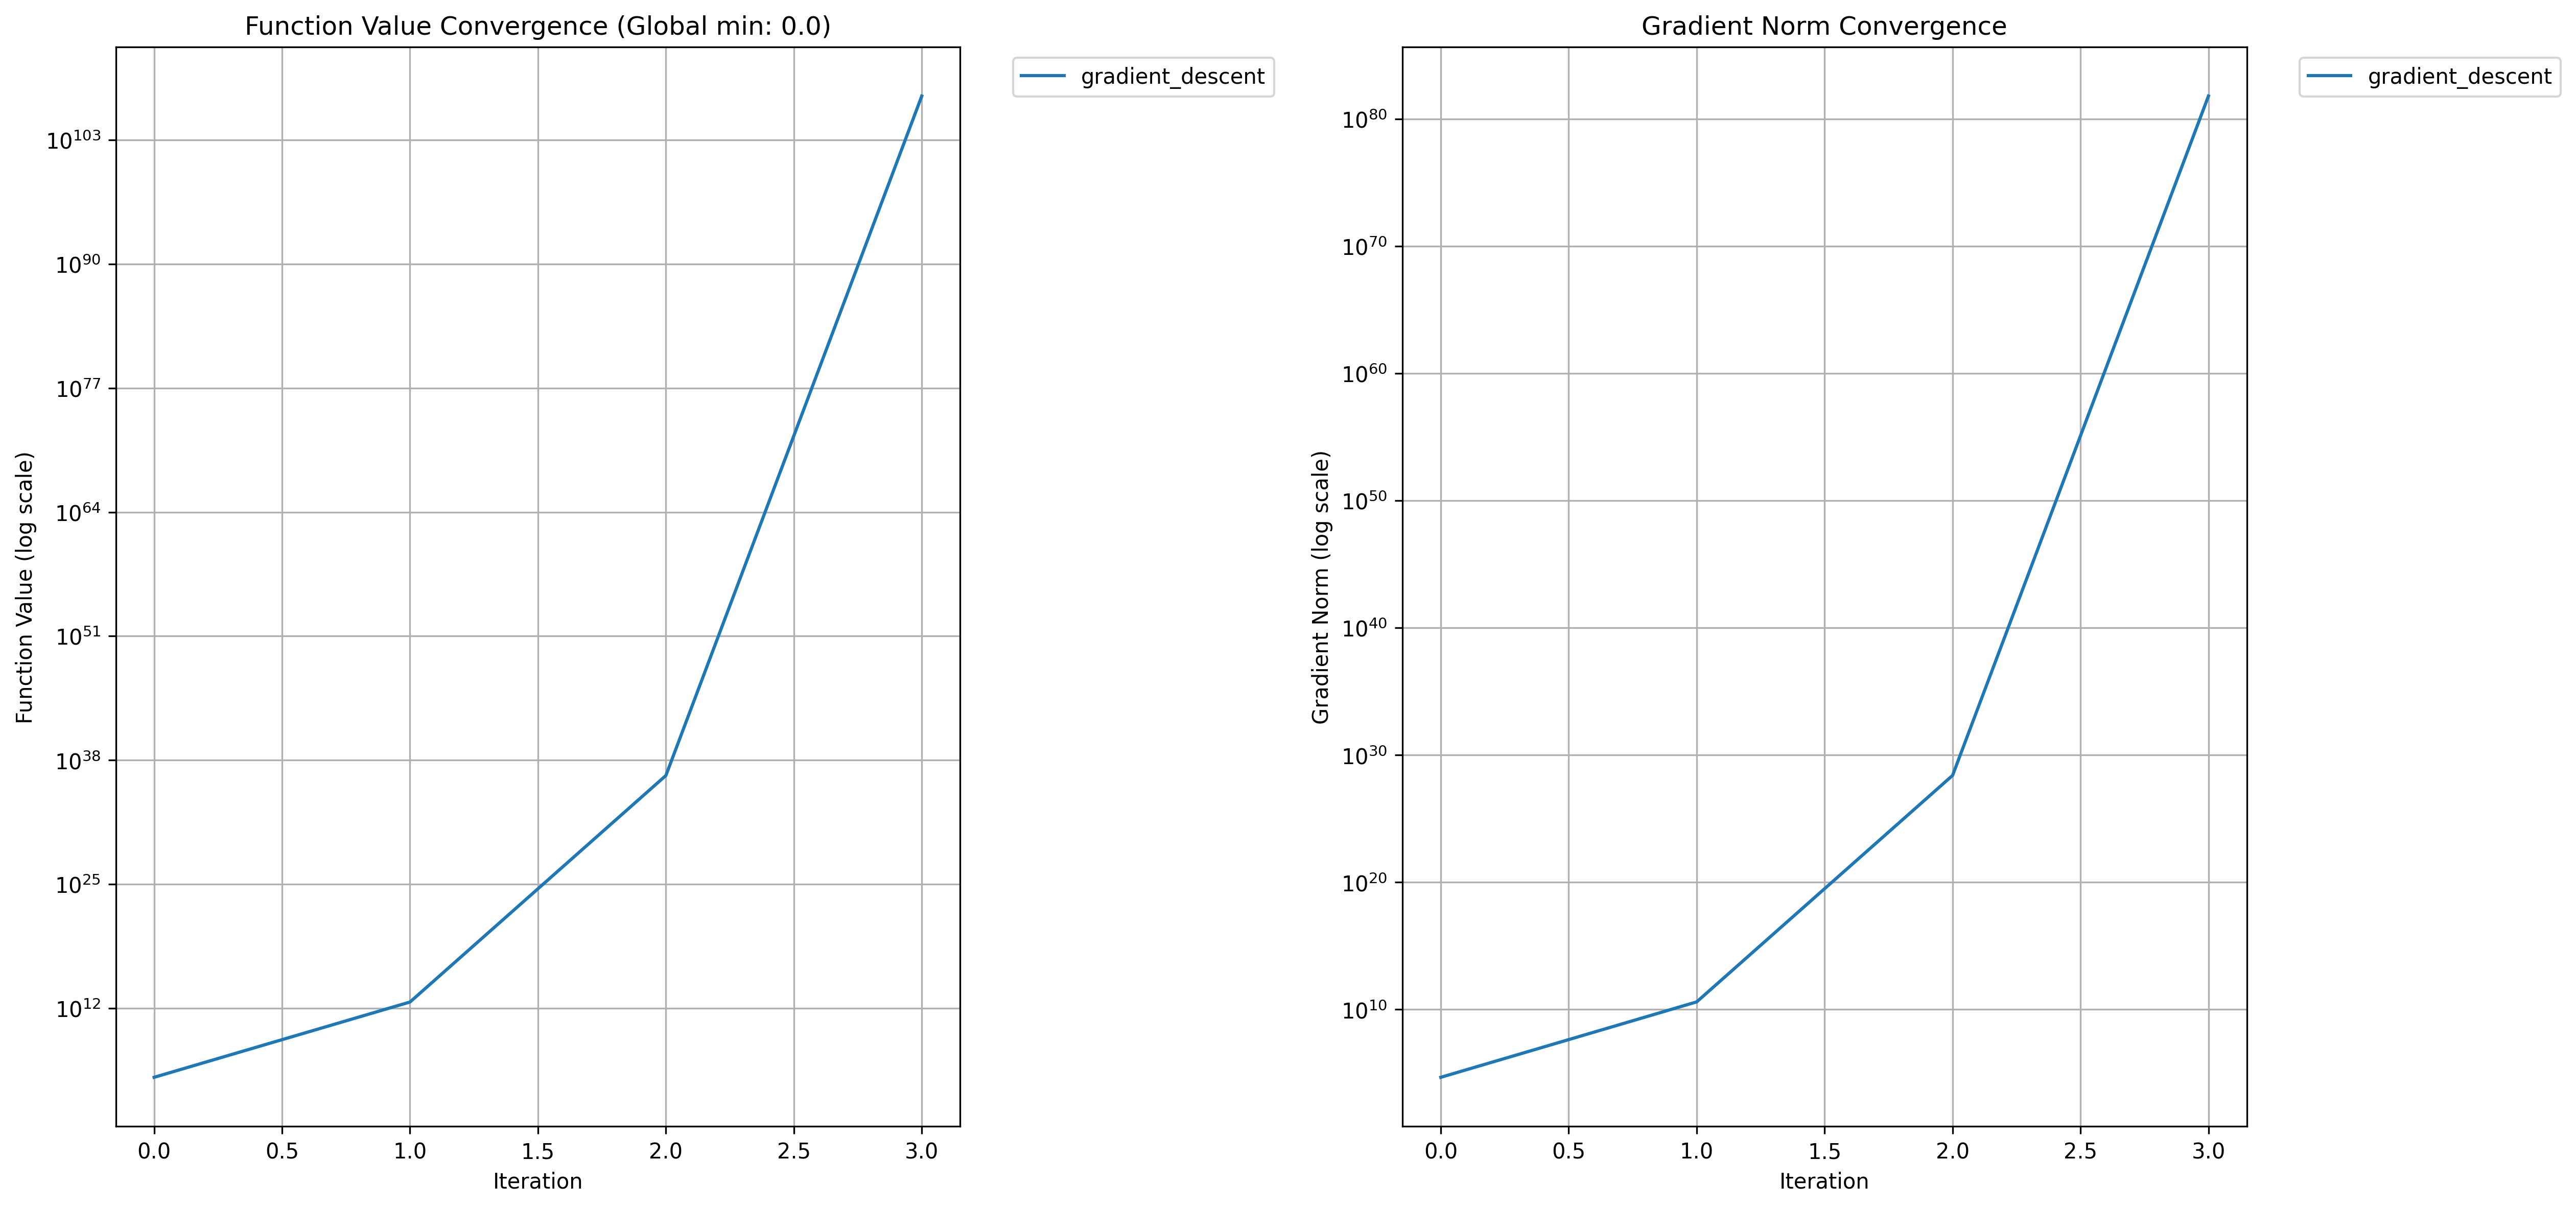 Function Value Convergence (Global min: 0.0)
gradient_descent
Function Value (log scale)
10^103
10^90
10^77
10^64
10^51
10^38
10^25
10^12
0.0 0.5 1.0 1.5 2.0 2.5 3.0
Iteration
Gradient Norm Convergence
gradient_descent
Gradient Norm (log scale)
10^80
10^70
10^60
10^50
10^40
10^30
10^20
10^10
0.0 0.5 1.0 1.5 2.0 2.5 3.0
Iteration